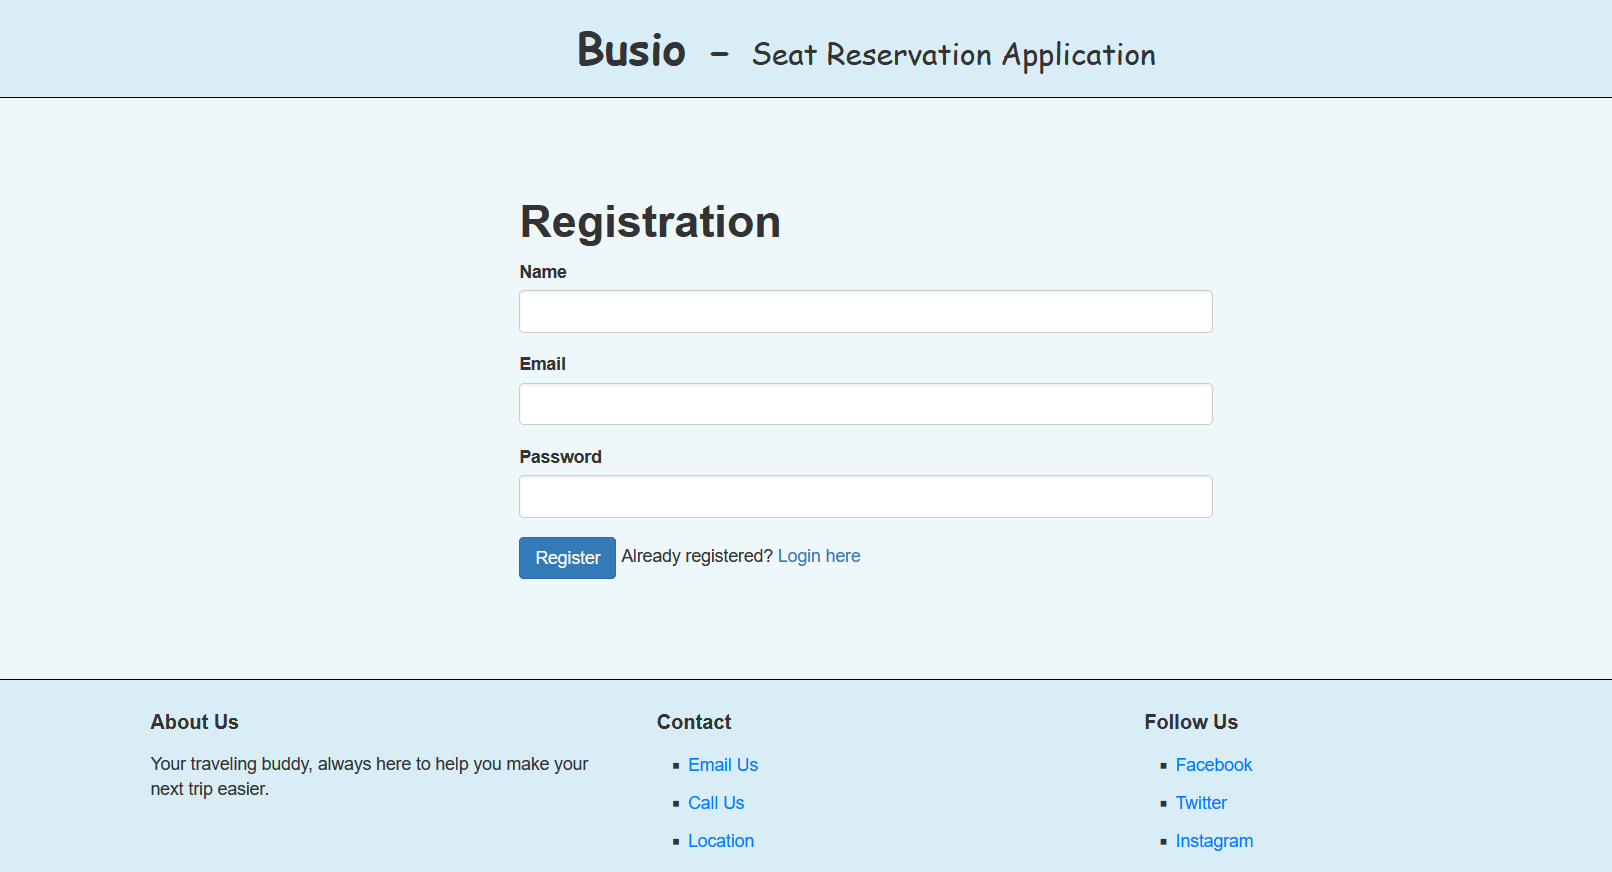 Busio - Seat Reservation Application
Registration
Name
Email
Password
Register Already registered? Login here
About Us
Your traveling buddy, always here to help you make your
next trip easier.
Contact
Email Us
Call Us
Location
Follow Us
Facebook
Twitter
Instagram